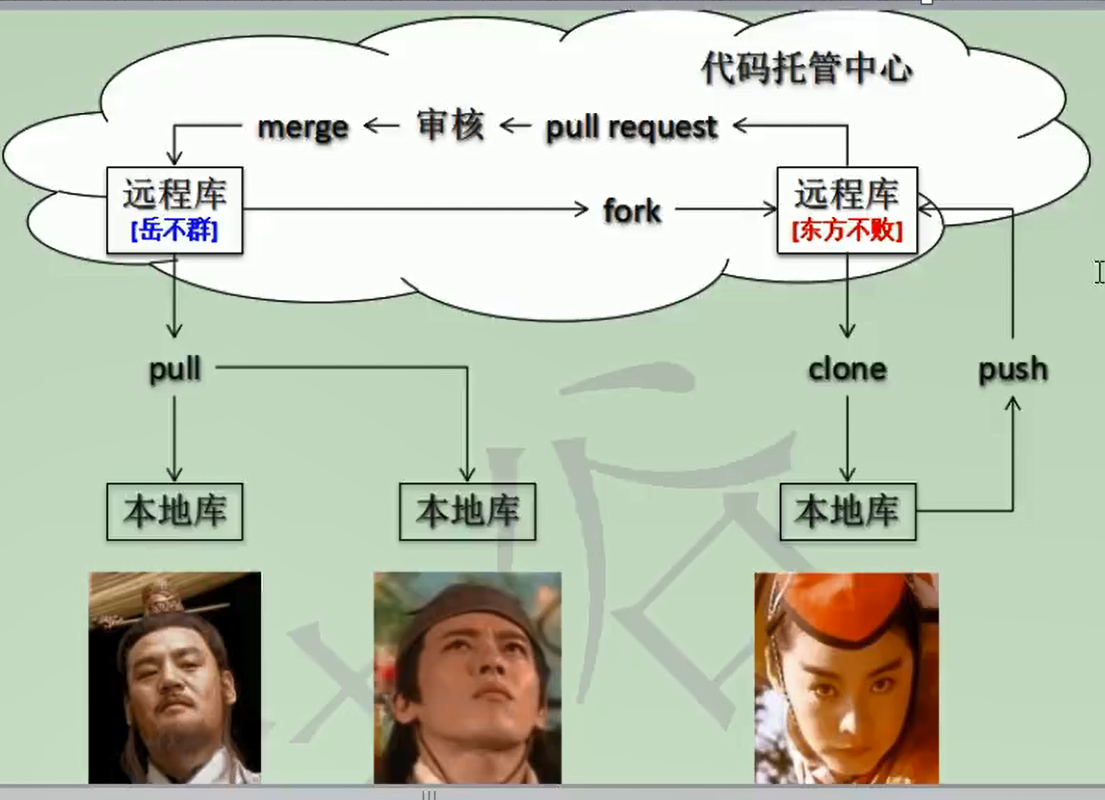 代码托管中心
merge ← 审核 ← pull request
远程库
[岳不群]
fork
远程库
[东方不败]
pull
clone
push
本地库
本地库
本地库